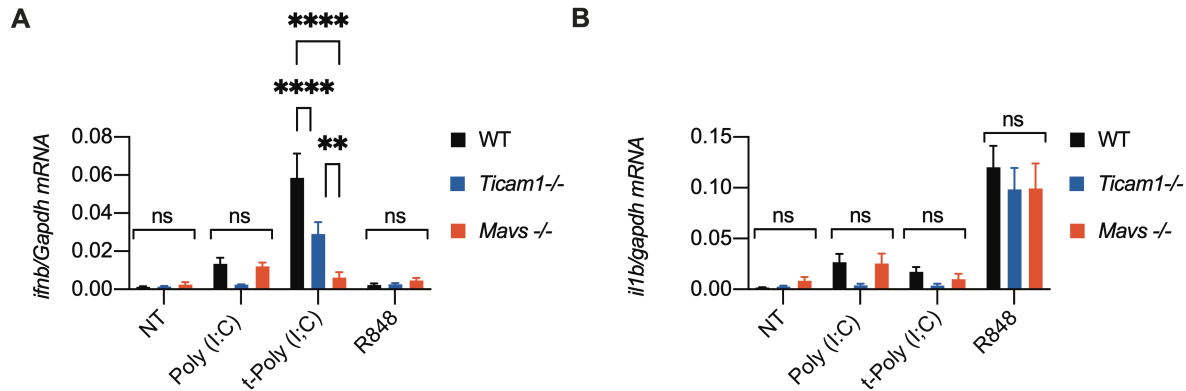 A
B
****
****
**
ns
ns
ns
ifnb/Gapdh mRNA
0.08
0.06
0.04
0.02
0.00
NT
Poly (I:C)
t-Poly (I;C)
R848
WT
Ticam1-/-
Mavs -/-
ns
ns
ns
ns
il1b/gapdh mRNA
0.15
0.10
0.05
0.00
NT
Poly (I:C)
t-Poly (I;C)
R848
WT
Ticam1-/-
Mavs -/-